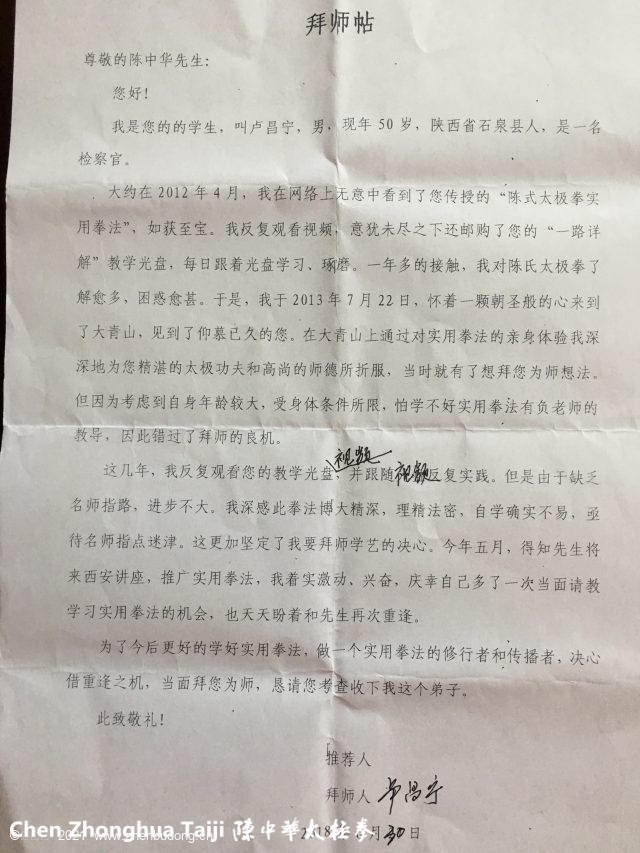 拜师帖
尊敬的陈中华先生：
您好！
我是您的的学生，叫卢昌宁，男，现年 50 岁，陕西省石泉县人，是一名
检察官。
大约在 2012 年 4 月，我在网络上无意中看到了您传授的“陈式太极拳实
用拳法”，如获至宝。我反复观看视频，意犹未尽之下还邮购了您的“一路详
解”教学光盘，每日跟着光盘学习、琢磨。一年多的接触，我对陈氏太极拳了
解愈多，困惑愈甚。于是，我于 2013 年 7 月 22 日，怀着一颗朝圣般的心来到
了大青山，见到了仰慕已久的您。在大青山上通过对实用拳法的亲身体验我深
深地为您精湛的太极功夫和高尚的师德所折服，当时就有了想拜您为师想法。
但因为考虑到自身年龄较大，受身体条件所限，怕学不好实用拳法有负老师的
教导，因此错过了拜师的良机。
视频
这几年，我反复观看您的教学光盘，并跟随视频反复实践。但是由于缺乏
名师指路，进步不大。我深感此拳法博大精深，理精法密，自学确实不易，亟
待名师指点迷津。这更加坚定了我要拜师学艺的决心。今年五月，得知先生将
来西安讲座，推广实用拳法，我着实激动、兴奋，庆幸自己多了一次当面请教
学习实用拳法的机会，也天天盼着和先生再次重逢。
为了今后更好的学好实用拳法，做一个实用拳法的修行者和传播者，决心
借重逢之机，当面拜您为师，恳请您考查收下我这个弟子。
此致敬礼！
推荐人
拜师人 卢昌宁
月 30 日
Chen Zhonghua Taiji 陳中華太极拳